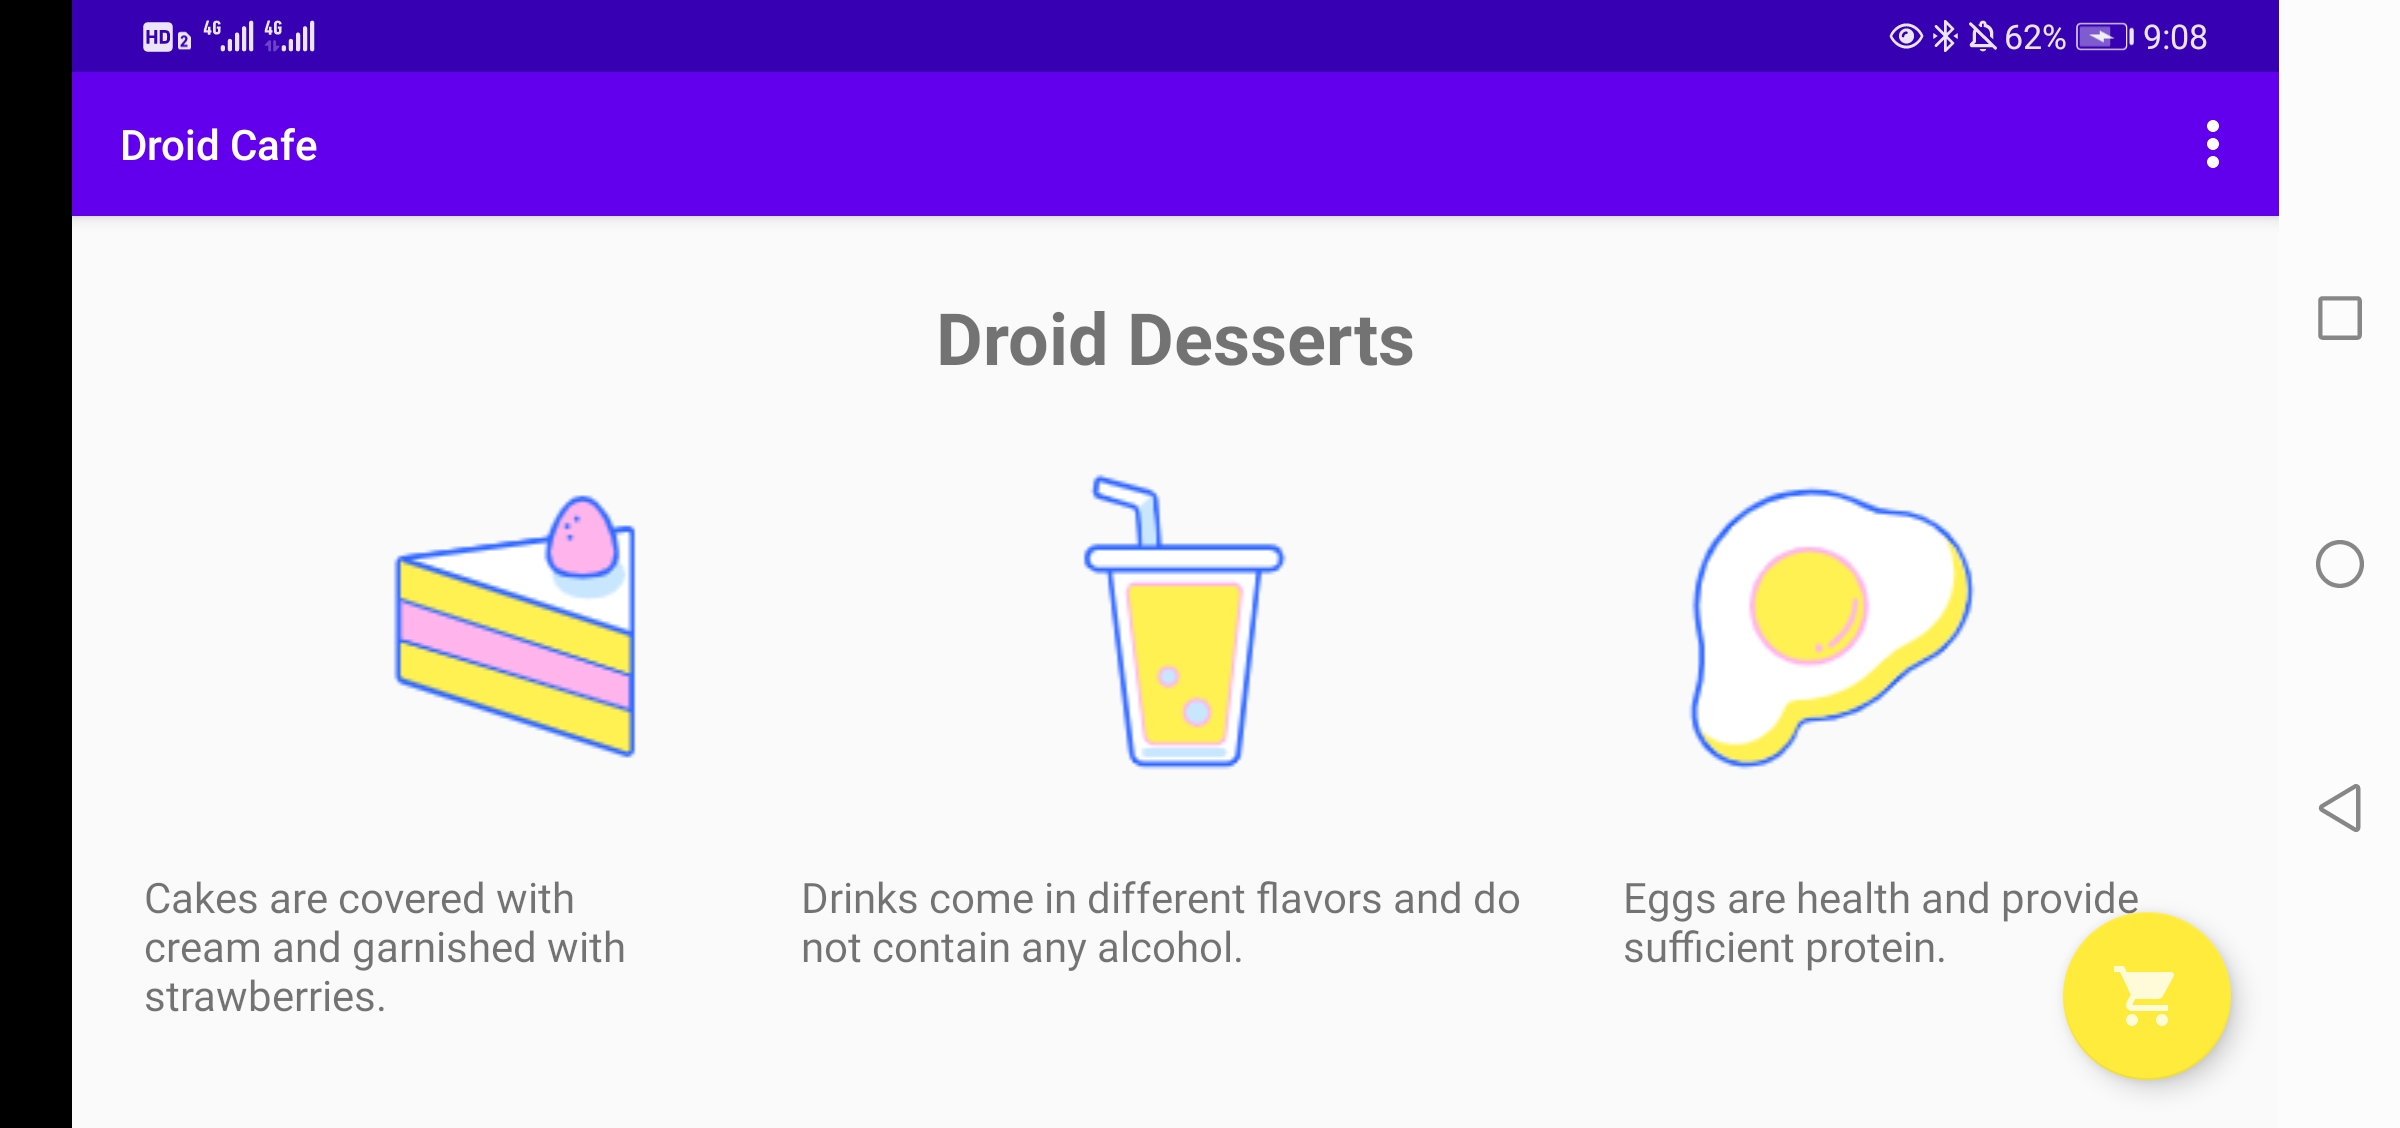 HD 2 4G 4G 62% 9:08
Droid Cafe
Droid Desserts
Cakes are covered with
cream and garnished with
strawberries.
Drinks come in different flavors and do
not contain any alcohol.
Eggs are health and provide
sufficient protein.